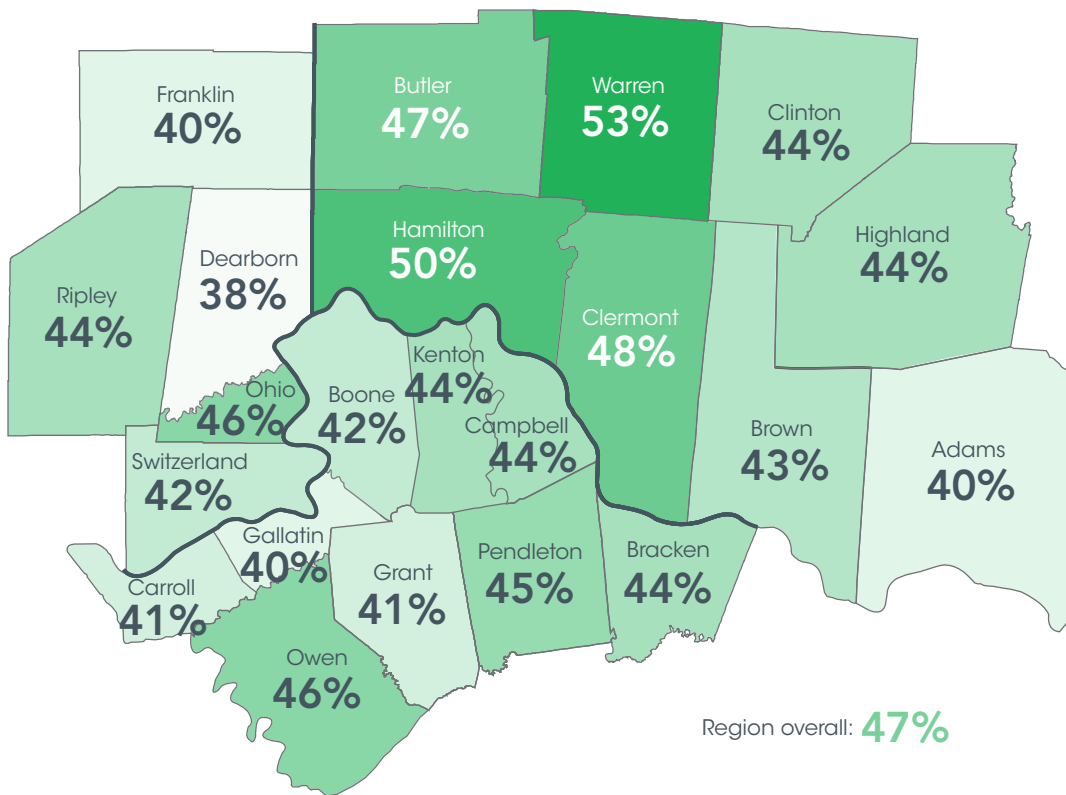 Franklin
40%
Butler
47%
Warren
53%
Clinton
44%
Hamilton
50%
Highland
44%
Dearborn
38%
Ripley
44%
Clermont
48%
Kenton
44%
Ohio
46%
Boone
42%
Campbell
44%
Brown
43%
Adams
40%
Switzerland
42%
Gallatin
40%
Pendleton
45%
Bracken
44%
Grant
41%
Carroll
41%
Owen
46%
Region overall: 47%